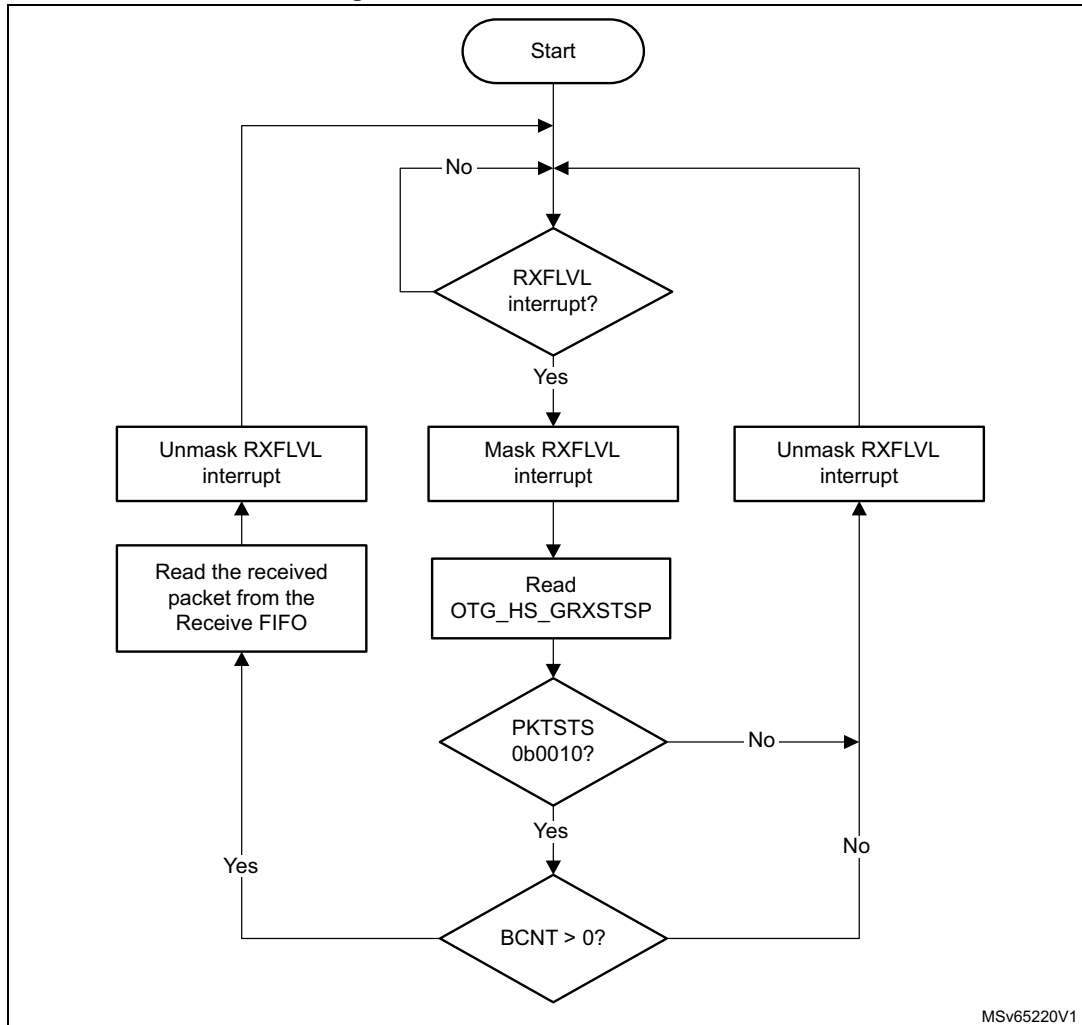 Start
No
RXFLVL
interrupt?
Yes
Unmask RXFLVL
interrupt
Mask RXFLVL
interrupt
Unmask RXFLVL
interrupt
Read the received
packet from the
Receive FIFO
Read
OTG_HS_GRXSTSP
PKTSTS
0b0010?
No
Yes
Yes
No
BCNT > 0?
MSv65220V1